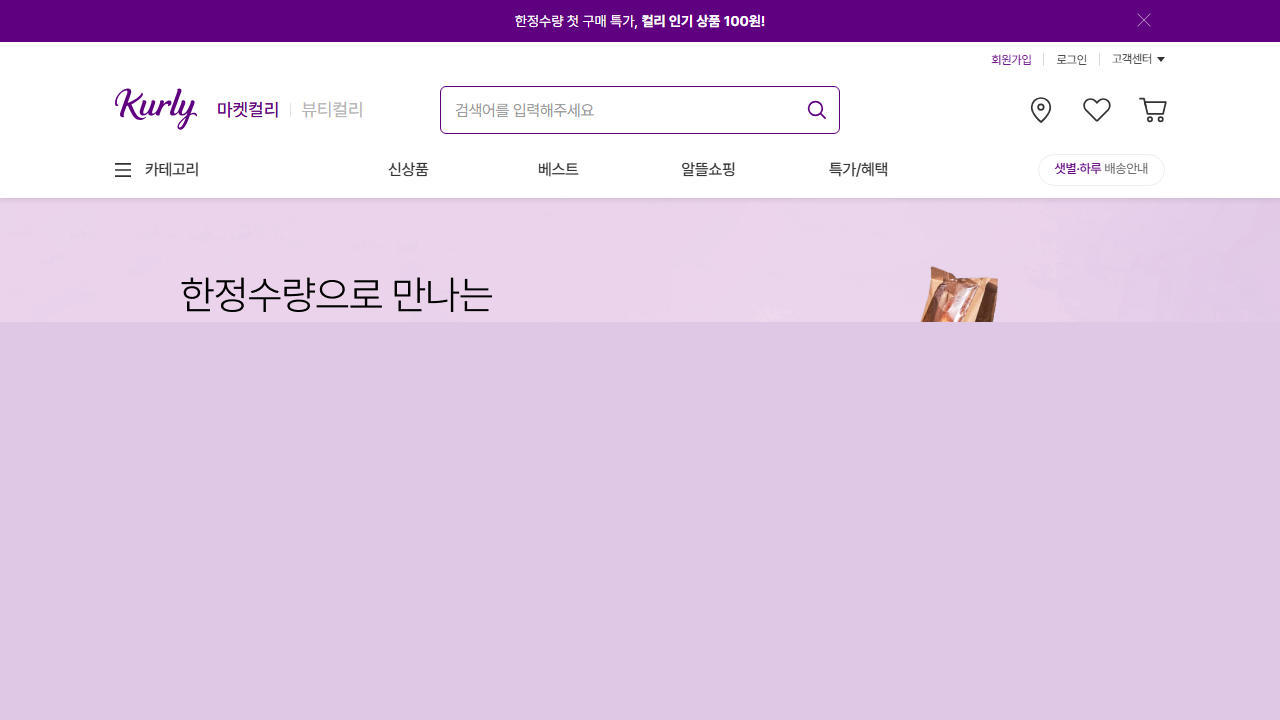 한정수량 첫 구매 특가, 컬리 인기 상품 100원!
회원가입
로그인
고객센터
Kurly
마켓컬리
뷰티컬리
검색어를 입력해주세요
카테고리
신상품
베스트
알뜰쇼핑
특가/혜택
샛별·하루 배송안내
한정수량으로 만나는